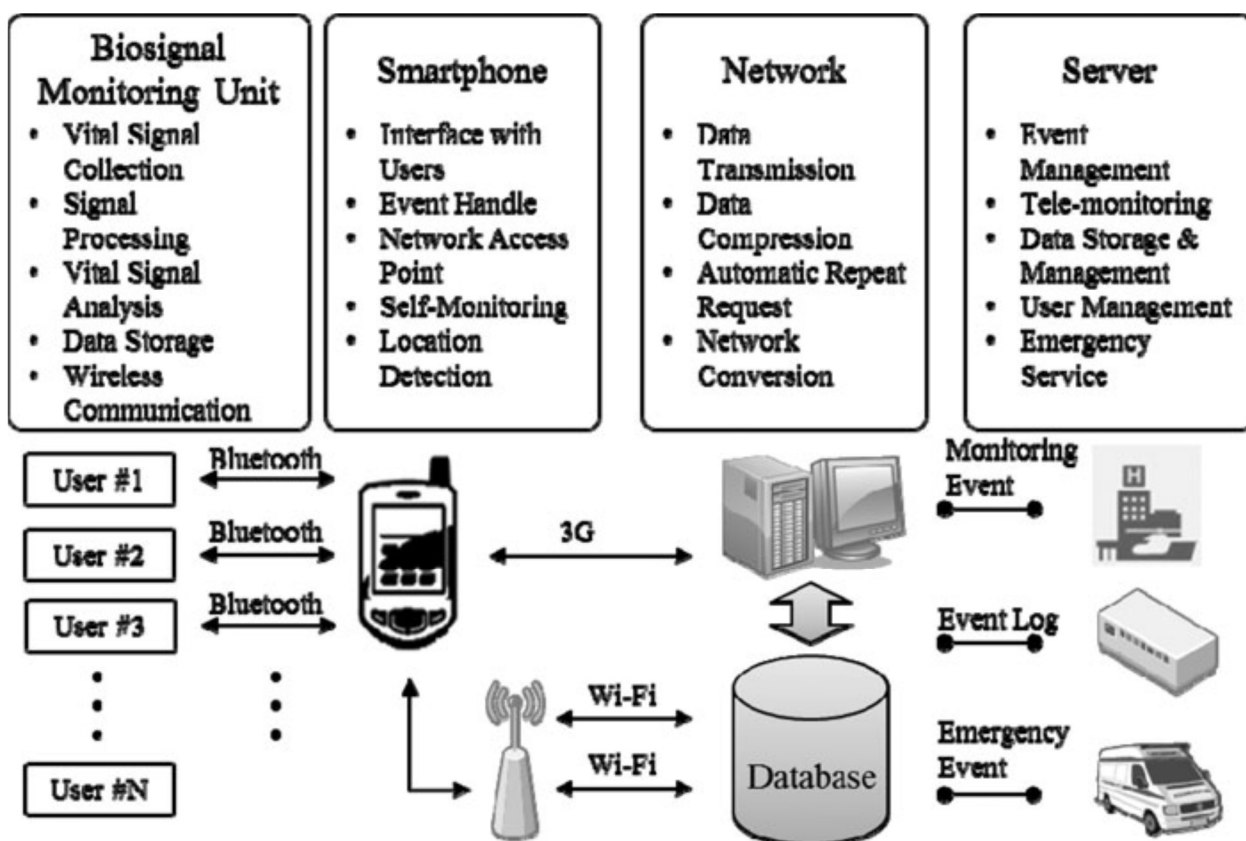 Biosignal
Monitoring Unit
• Vital Signal
Collection
• Signal
Processing
• Vital Signal
Analysis
• Data Storage
• Wireless
Communication
Smartphone
• Interface with
Users
• Event Handle
• Network Access
Point
• Self-Monitoring
• Location
Detection
Network
• Data
Transmission
• Data
Compression
• Automatic Repeat
Request
• Network
Conversion
Server
• Event
Management
• Tele-monitoring
• Data Storage &
Management
• User Management
• Emergency
Service
User #1
Bluetooth
User #2
Bluetooth
User #3
Bluetooth
User #N
3G
Wi-Fi
Wi-Fi
Database
Monitoring
Event
H
Event Log
Emergency
Event